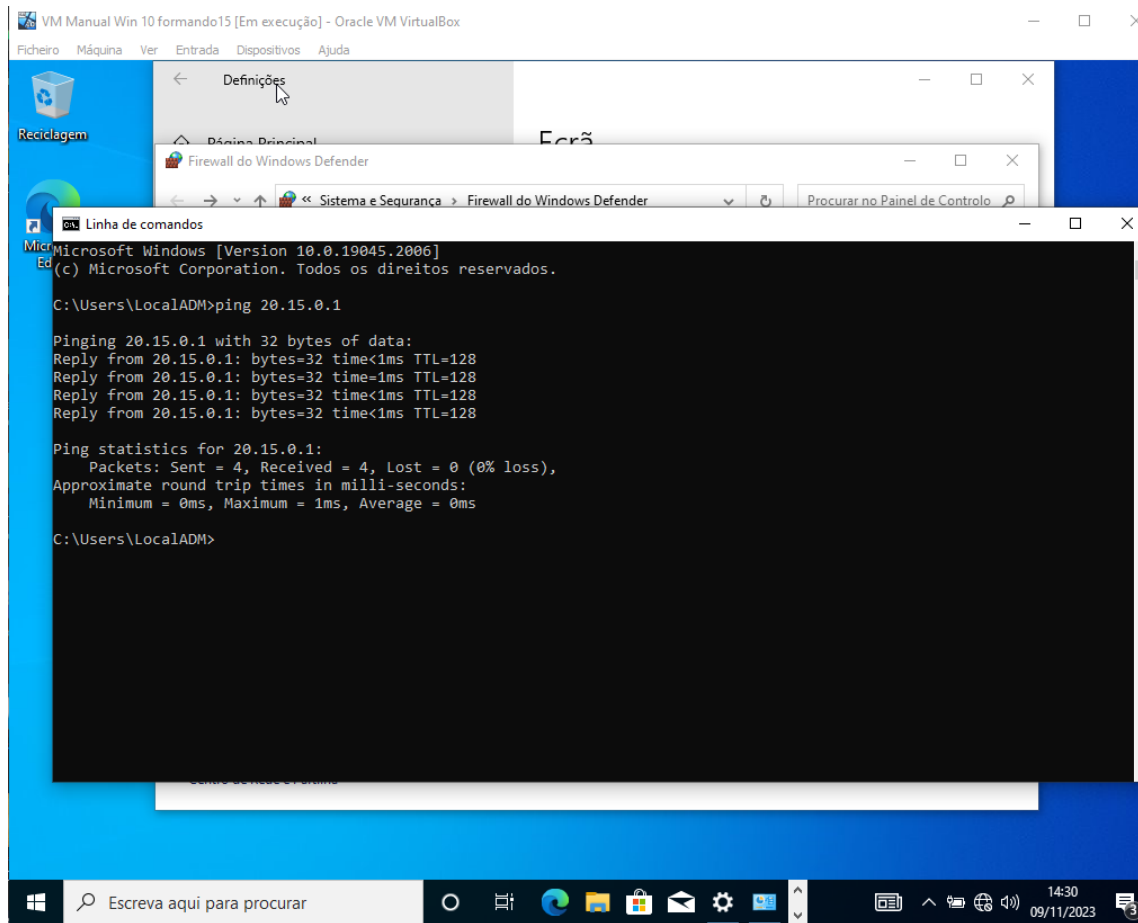 VM Manual Win 10 formando15 [Em execução] - Oracle VM VirtualBox
Ficheiro Máquina Ver Entrada Dispositivos Ajuda
Definições
Reciclagem
Página Principal
Ecrã
Firewall do Windows Defender
« Sistema e Segurança › Firewall do Windows Defender
Procurar no Painel de Controlo
Linha de comandos
Micr
Ed
Microsoft Windows [Version 10.0.19045.2006]
(c) Microsoft Corporation. Todos os direitos reservados.
C:\Users\LocalADM>ping 20.15.0.1
Pinging 20.15.0.1 with 32 bytes of data:
Reply from 20.15.0.1: bytes=32 time<1ms TTL=128
Reply from 20.15.0.1: bytes=32 time=1ms TTL=128
Reply from 20.15.0.1: bytes=32 time<1ms TTL=128
Reply from 20.15.0.1: bytes=32 time<1ms TTL=128
Ping statistics for 20.15.0.1:
Packets: Sent = 4, Received = 4, Lost = 0 (0% loss),
Approximate round trip times in milli-seconds:
Minimum = 0ms, Maximum = 1ms, Average = 0ms
C:\Users\LocalADM>
Escreva aqui para procurar
14:30
09/11/2023
3